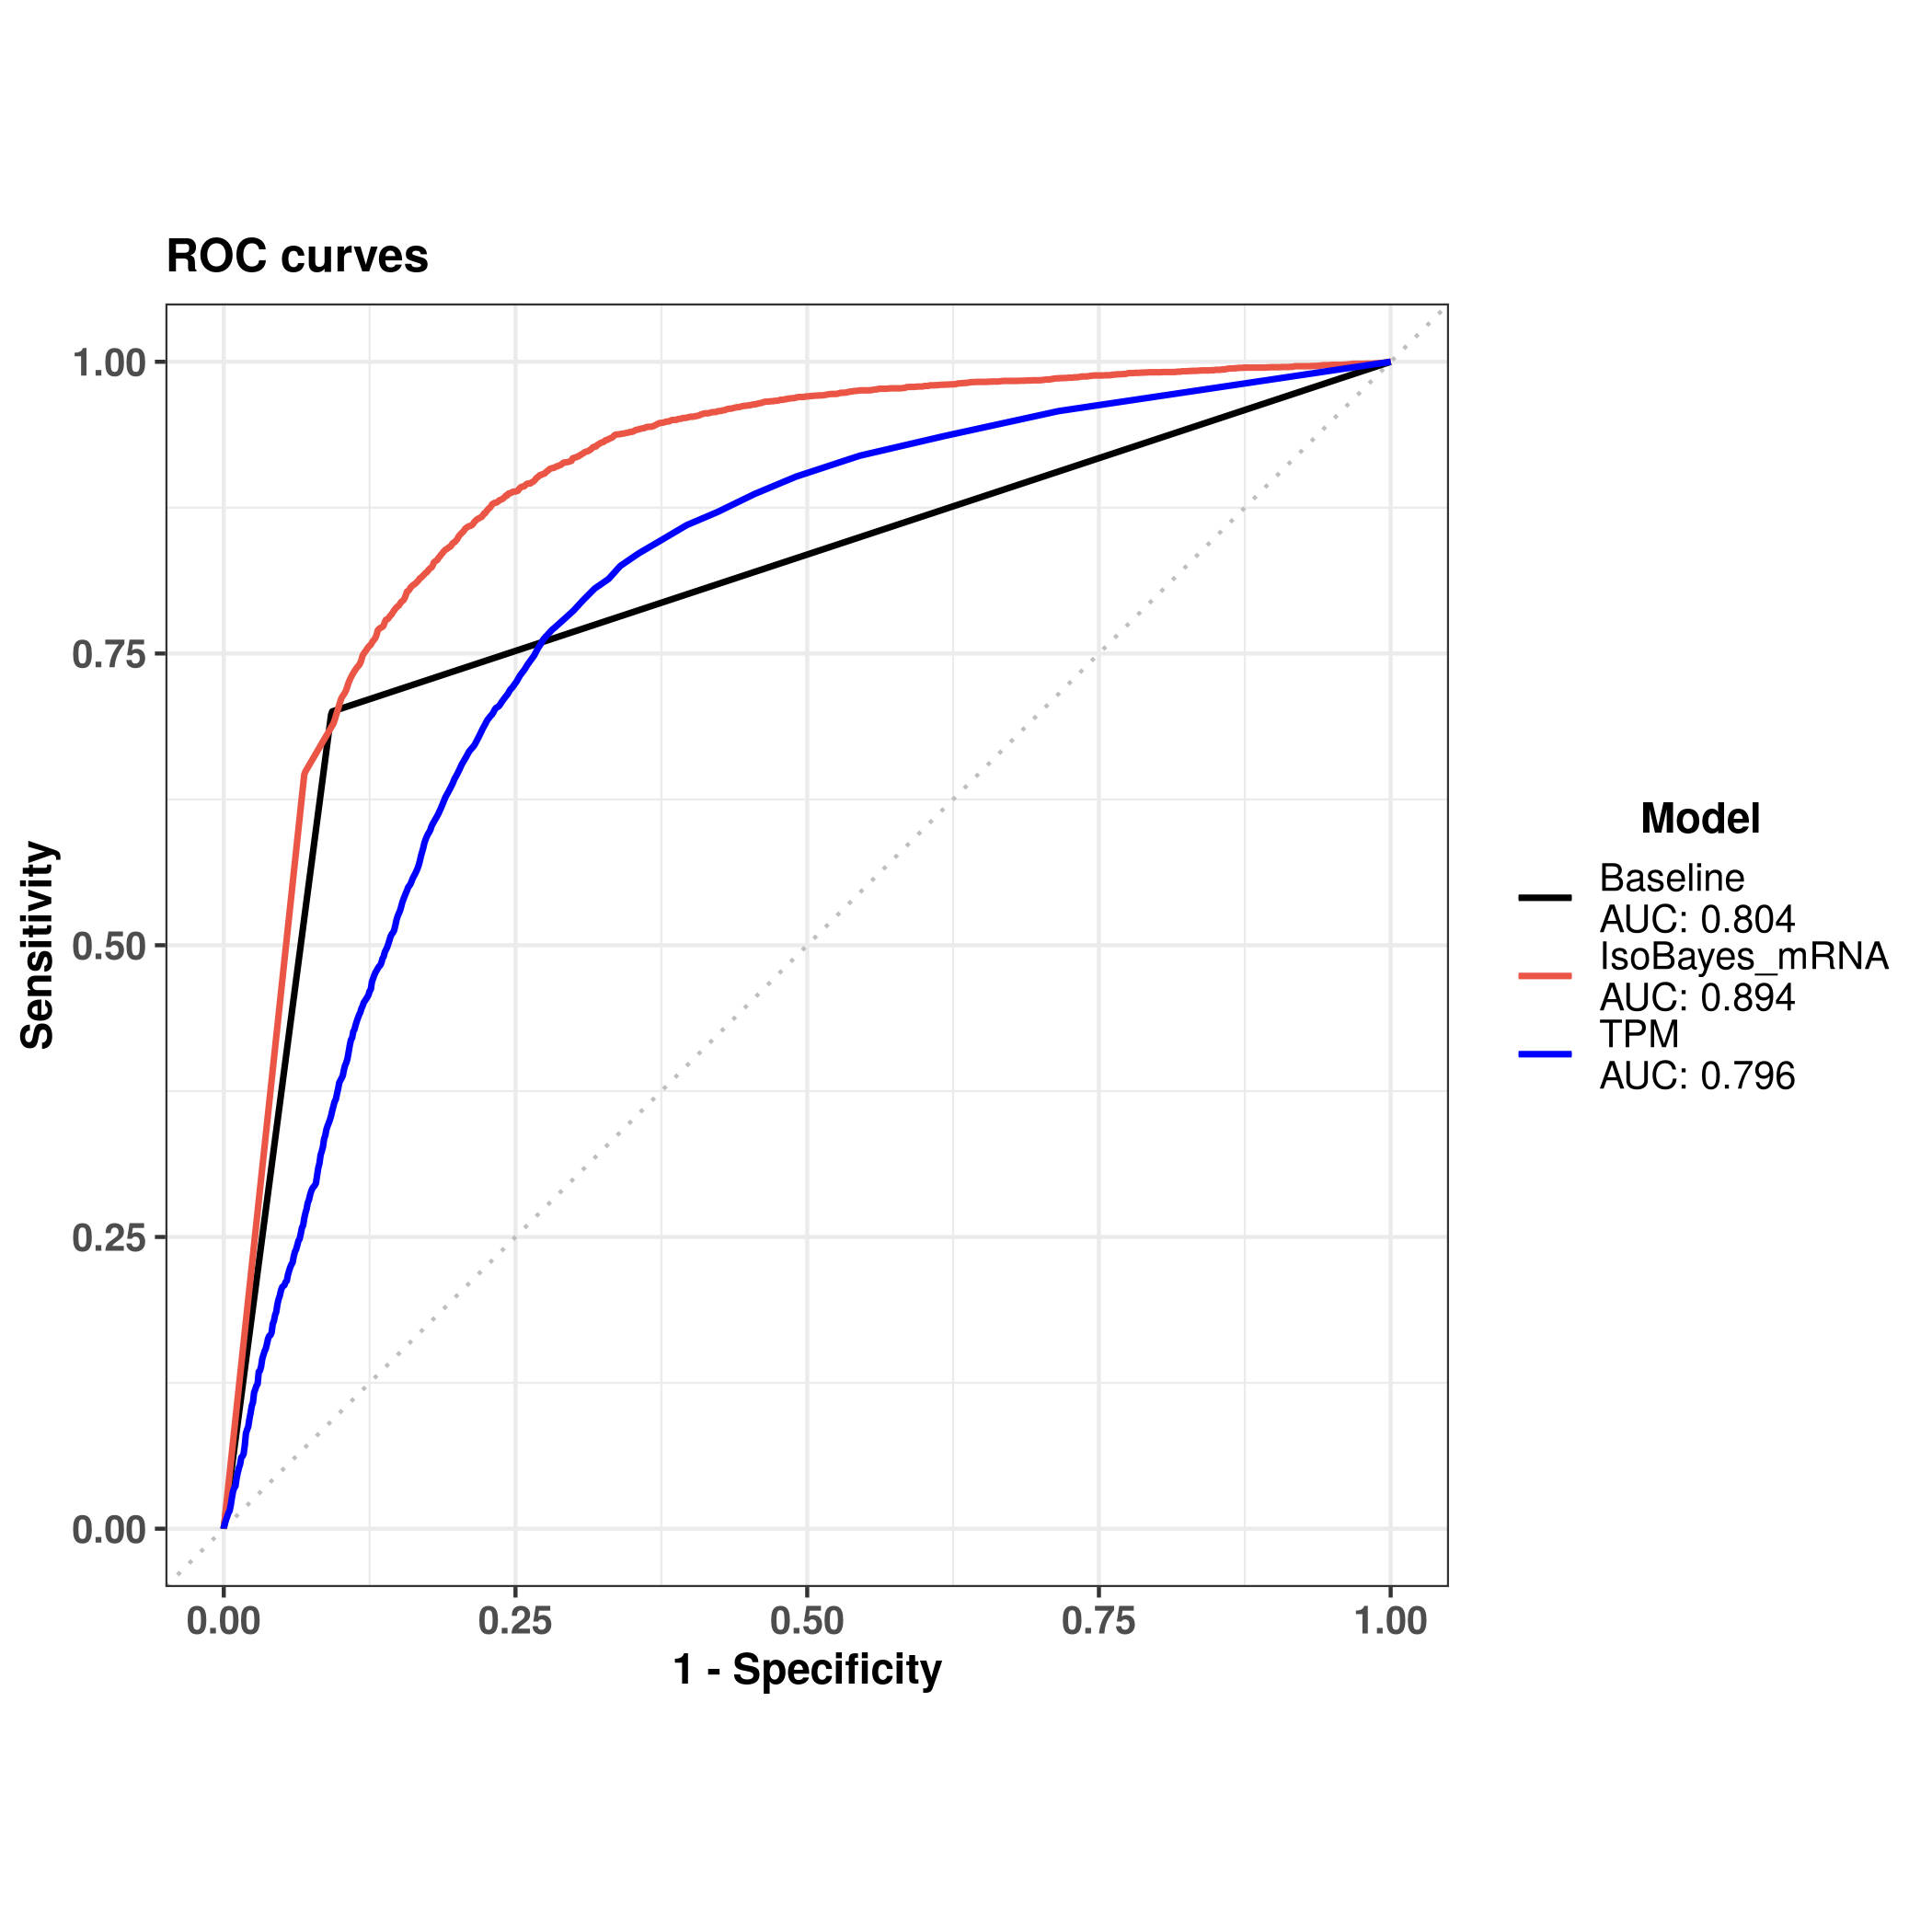 ROC curves
1.00
0.75
0.50
0.25
0.00
Sensitivity
0.00 0.25 0.50 0.75 1.00
1 - Specificity
Model
Baseline
AUC: 0.804
IsoBayes_mRNA
AUC: 0.894
TPM
AUC: 0.796